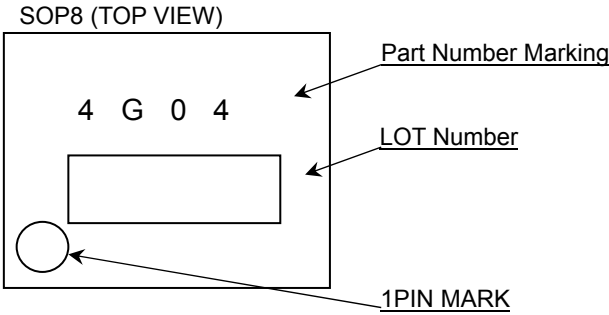 SOP8 (TOP VIEW)
Part Number Marking
4 G 0 4
LOT Number
1PIN MARK